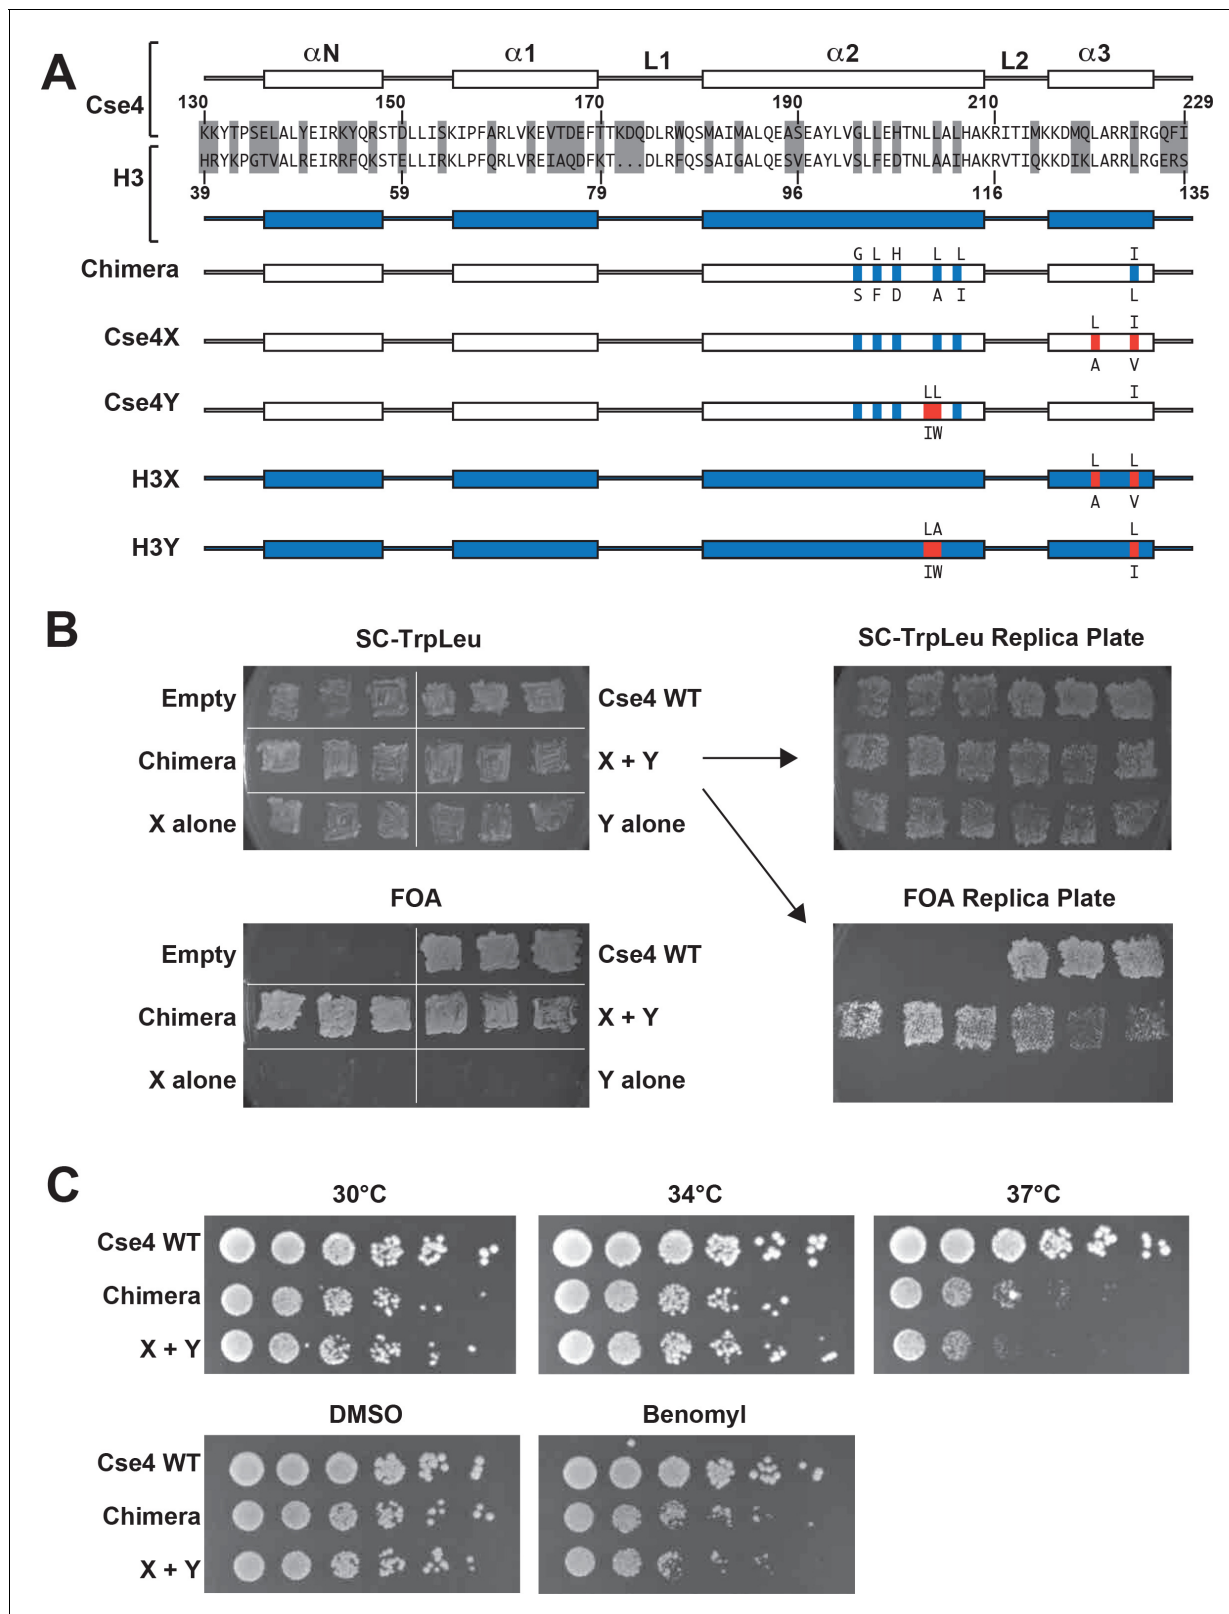 A
αN α1 L1 α2 L2 α3
Cse4
130 150 170 190 210 229
KKYTPSELALYEIRKYQRSTDLLISKIPFARLVKEVTDEFTTKDQDLRWQSMAIMALQEASEAYLVGLLEHTNLLALHAKRITIMKKDMQLARRIRGQFI
HRYKPGTVALREIRRFQKSTELLIRKLPFQRLVREIAQDFKT...DLRFQSSAIGALQESVEAYLVSLFEDTNLAAIHAKRVTIQKKDIKLARRLRGERS
H3
39 59 79 96 116 135
G L H L L I
Chimera
S F D A I L
L I
Cse4X
A V
LL I
Cse4Y
IW
L L
H3X
A V
LA L
H3Y
IW I
B
SC-TrpLeu SC-TrpLeu Replica Plate
Empty Cse4 WT
Chimera X + Y
X alone Y alone
FOA FOA Replica Plate
Empty Cse4 WT
Chimera X + Y
X alone Y alone
C
30°C 34°C 37°C
Cse4 WT
Chimera
X + Y
DMSO Benomyl
Cse4 WT
Chimera
X + Y